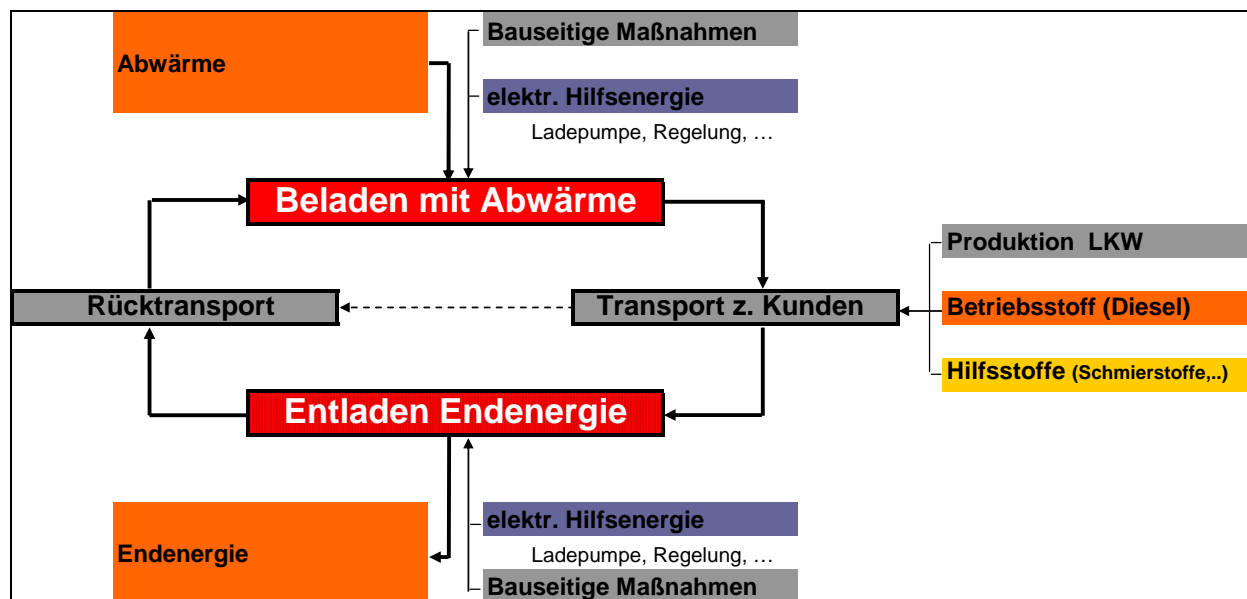 Bauseitige Maßnahmen
Abwärme
elektr. Hilfsenergie
Ladepumpe, Regelung, …
Beladen mit Abwärme
Produktion LKW
Rücktransport
Transport z. Kunden
Betriebsstoff (Diesel)
Hilfsstoffe (Schmierstoffe,..)
Entladen Endenergie
elektr. Hilfsenergie
Endenergie
Ladepumpe, Regelung, …
Bauseitige Maßnahmen